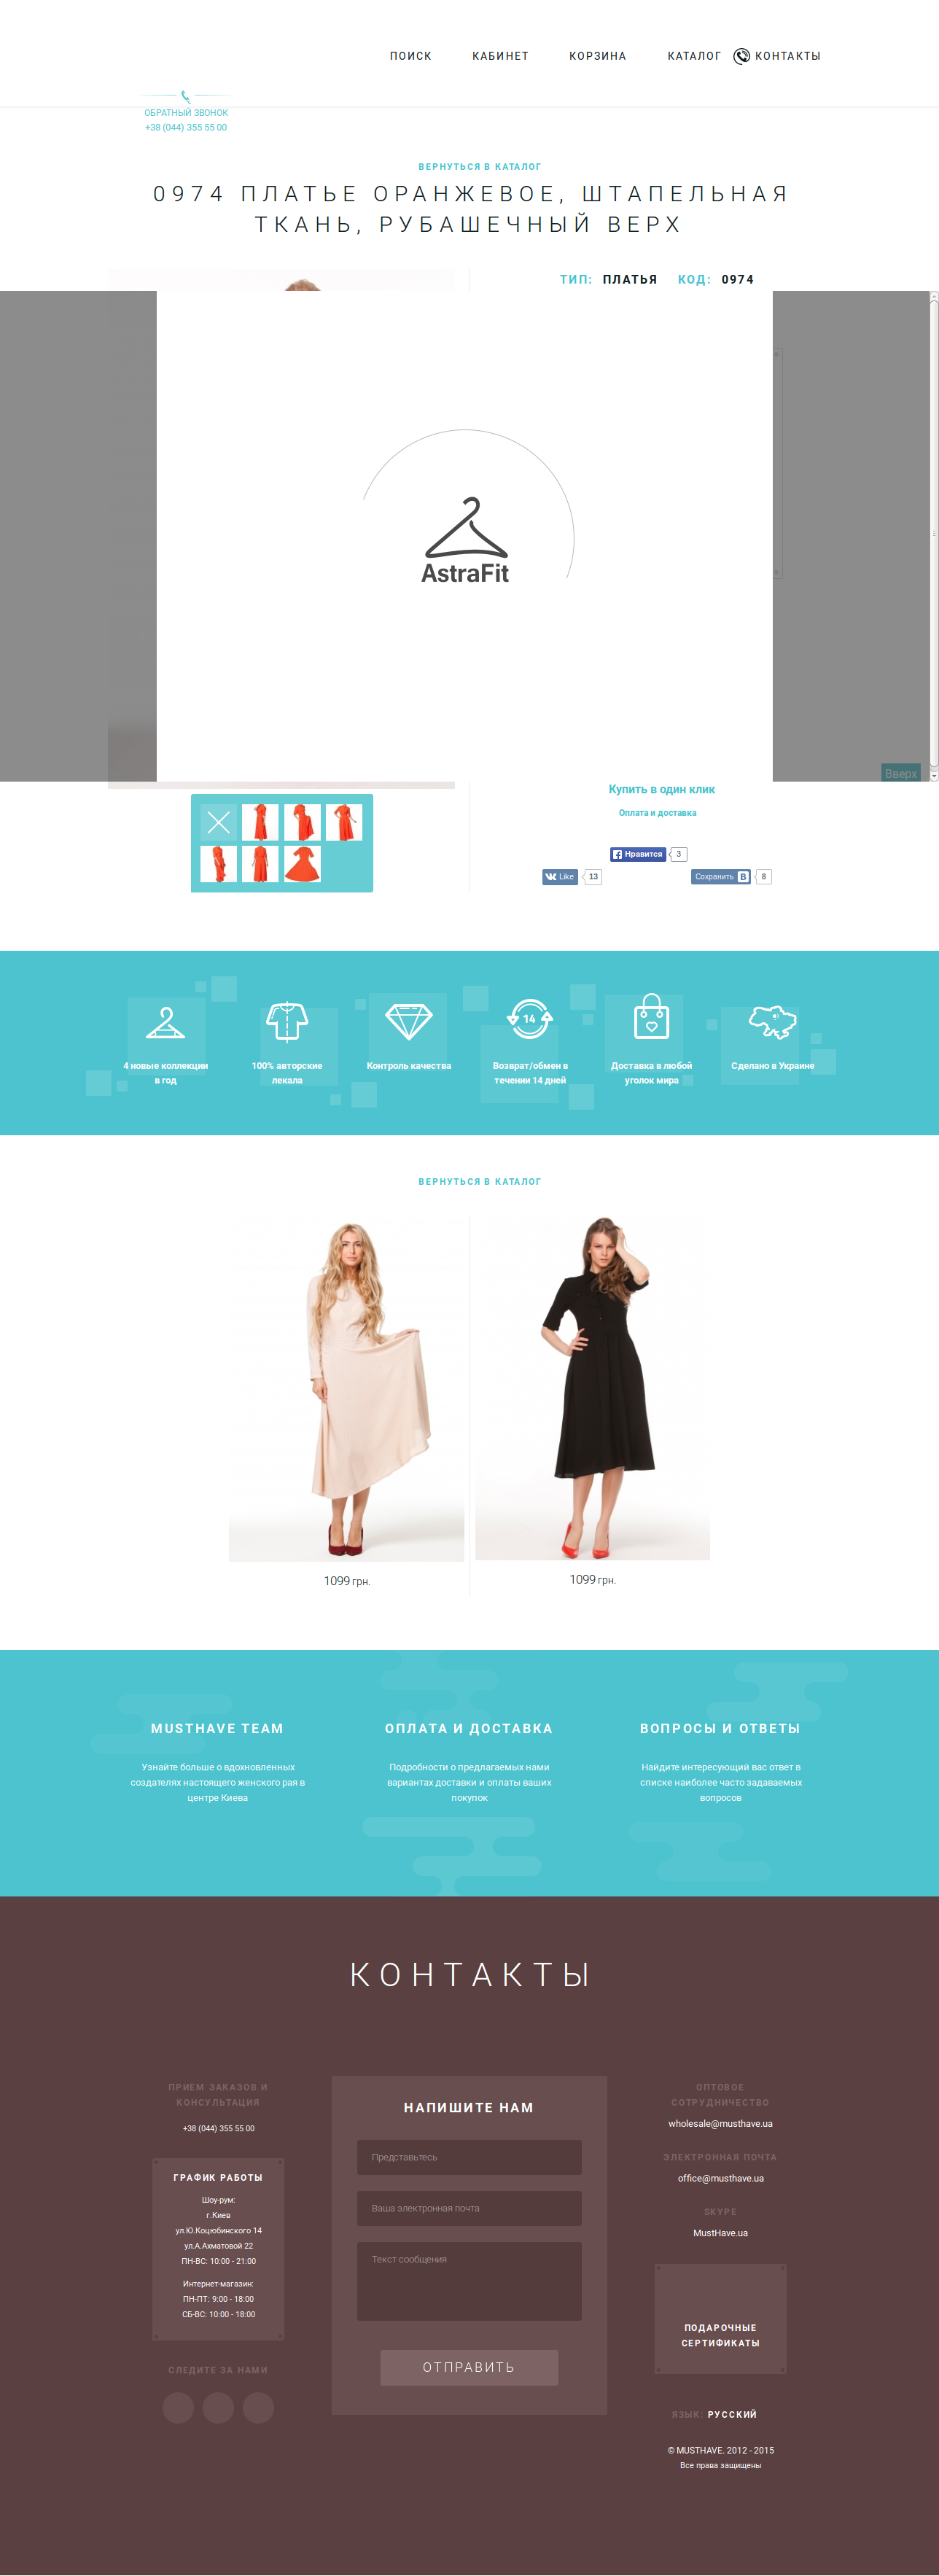 ПОИСК КАБИНЕТ КОРЗИНА КАТАЛОГ КОНТАКТЫ
ОБРАТНЫЙ ЗВОНОК
+38 (044) 355 55 00
ВЕРНУТЬСЯ В КАТАЛОГ
0974 ПЛАТЬЕ ОРАНЖЕВОЕ, ШТАПЕЛЬНАЯ
ТКАНЬ, РУБАШЕЧНЫЙ ВЕРХ
ТИП: ПЛАТЬЯ КОД: 0974
AstraFit
Вверх
Купить в один клик
Оплата и доставка
Нравится 3
Like 13
Сохранить B 8
14
4 новые коллекции
в год
100% авторские
лекала
Контроль качества
Возврат/обмен в
течении 14 дней
Доставка в любой
уголок мира
Сделано в Украине
ВЕРНУТЬСЯ В КАТАЛОГ
1099 грн.
1099 грн.
MUSTHAVE TEAM
Узнайте больше о вдохновленных
создателях настоящего женского рая в
центре Киева
ОПЛАТА И ДОСТАВКА
Подробности о предлагаемых нами
вариантах доставки и оплаты ваших
покупок
ВОПРОСЫ И ОТВЕТЫ
Найдите интересующий вас ответ в
списке наиболее часто задаваемых
вопросов
КОНТАКТЫ
ПРИЕМ ЗАКАЗОВ И
КОНСУЛЬТАЦИЯ
+38 (044) 355 55 00
ГРАФИК РАБОТЫ
Шоу-рум:
г.Киев
ул.Ю.Коцюбинского 14
ул.А.Ахматовой 22
ПН-ВС: 10:00 - 21:00
Интернет-магазин:
ПН-ПТ: 9:00 - 18:00
СБ-ВС: 10:00 - 18:00
СЛЕДИТЕ ЗА НАМИ
НАПИШИТЕ НАМ
Представьтесь
Ваша электронная почта
Текст сообщения
ОТПРАВИТЬ
ОПТОВОЕ
СОТРУДНИЧЕСТВО
wholesale@musthave.ua
ЭЛЕКТРОННАЯ ПОЧТА
office@musthave.ua
SKYPE
MustHave.ua
ПОДАРОЧНЫЕ
СЕРТИФИКАТЫ
ЯЗЫК: РУССКИЙ
© MUSTHAVE. 2012 - 2015
Все права защищены